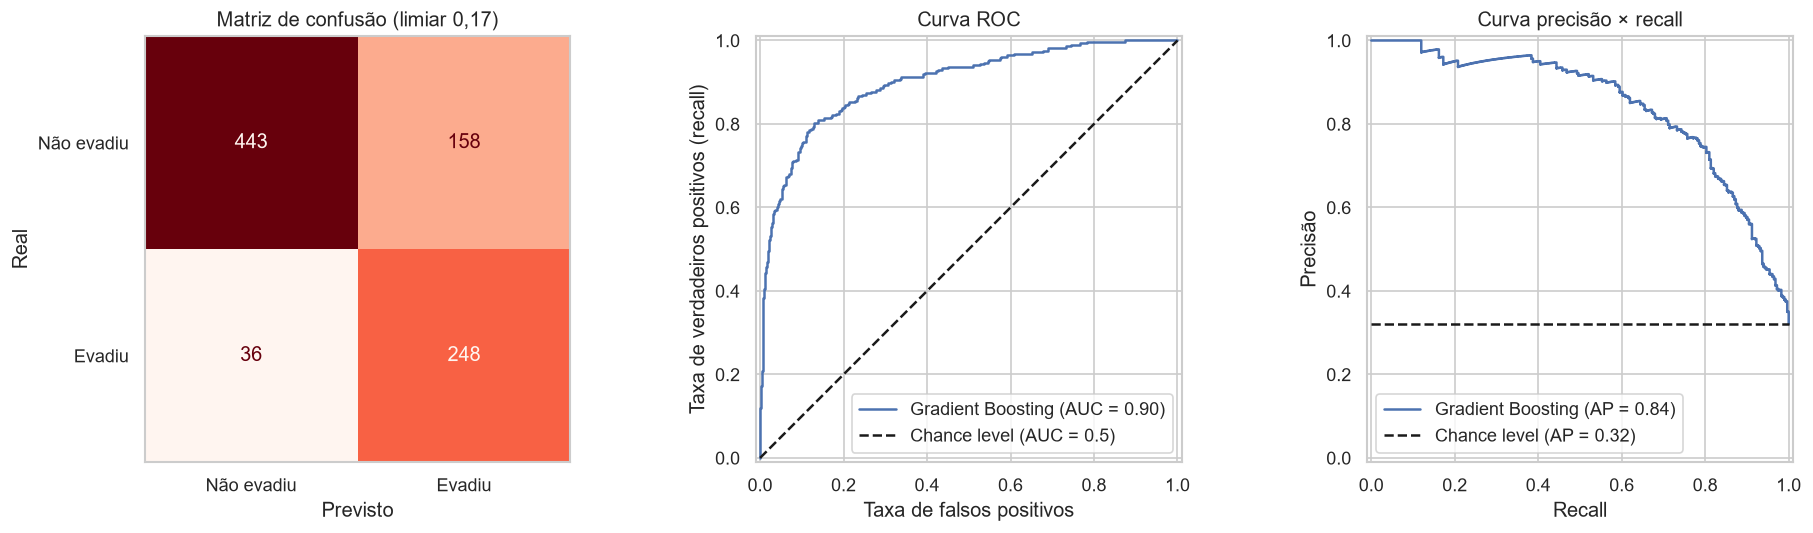 Matriz de confusão (limiar 0,17)
Real
Não evadiu
Evadiu
443
158
36
248
Não evadiu
Evadiu
Previsto
Curva ROC
Taxa de verdadeiros positivos (recall)
1.0
0.8
0.6
0.4
0.2
0.0
Gradient Boosting (AUC = 0.90)
Chance level (AUC = 0.5)
0.0
0.2
0.4
0.6
0.8
1.0
Taxa de falsos positivos
Curva precisão × recall
Precisão
1.0
0.8
0.6
0.4
0.2
0.0
Gradient Boosting (AP = 0.84)
Chance level (AP = 0.32)
0.0
0.2
0.4
0.6
0.8
1.0
Recall